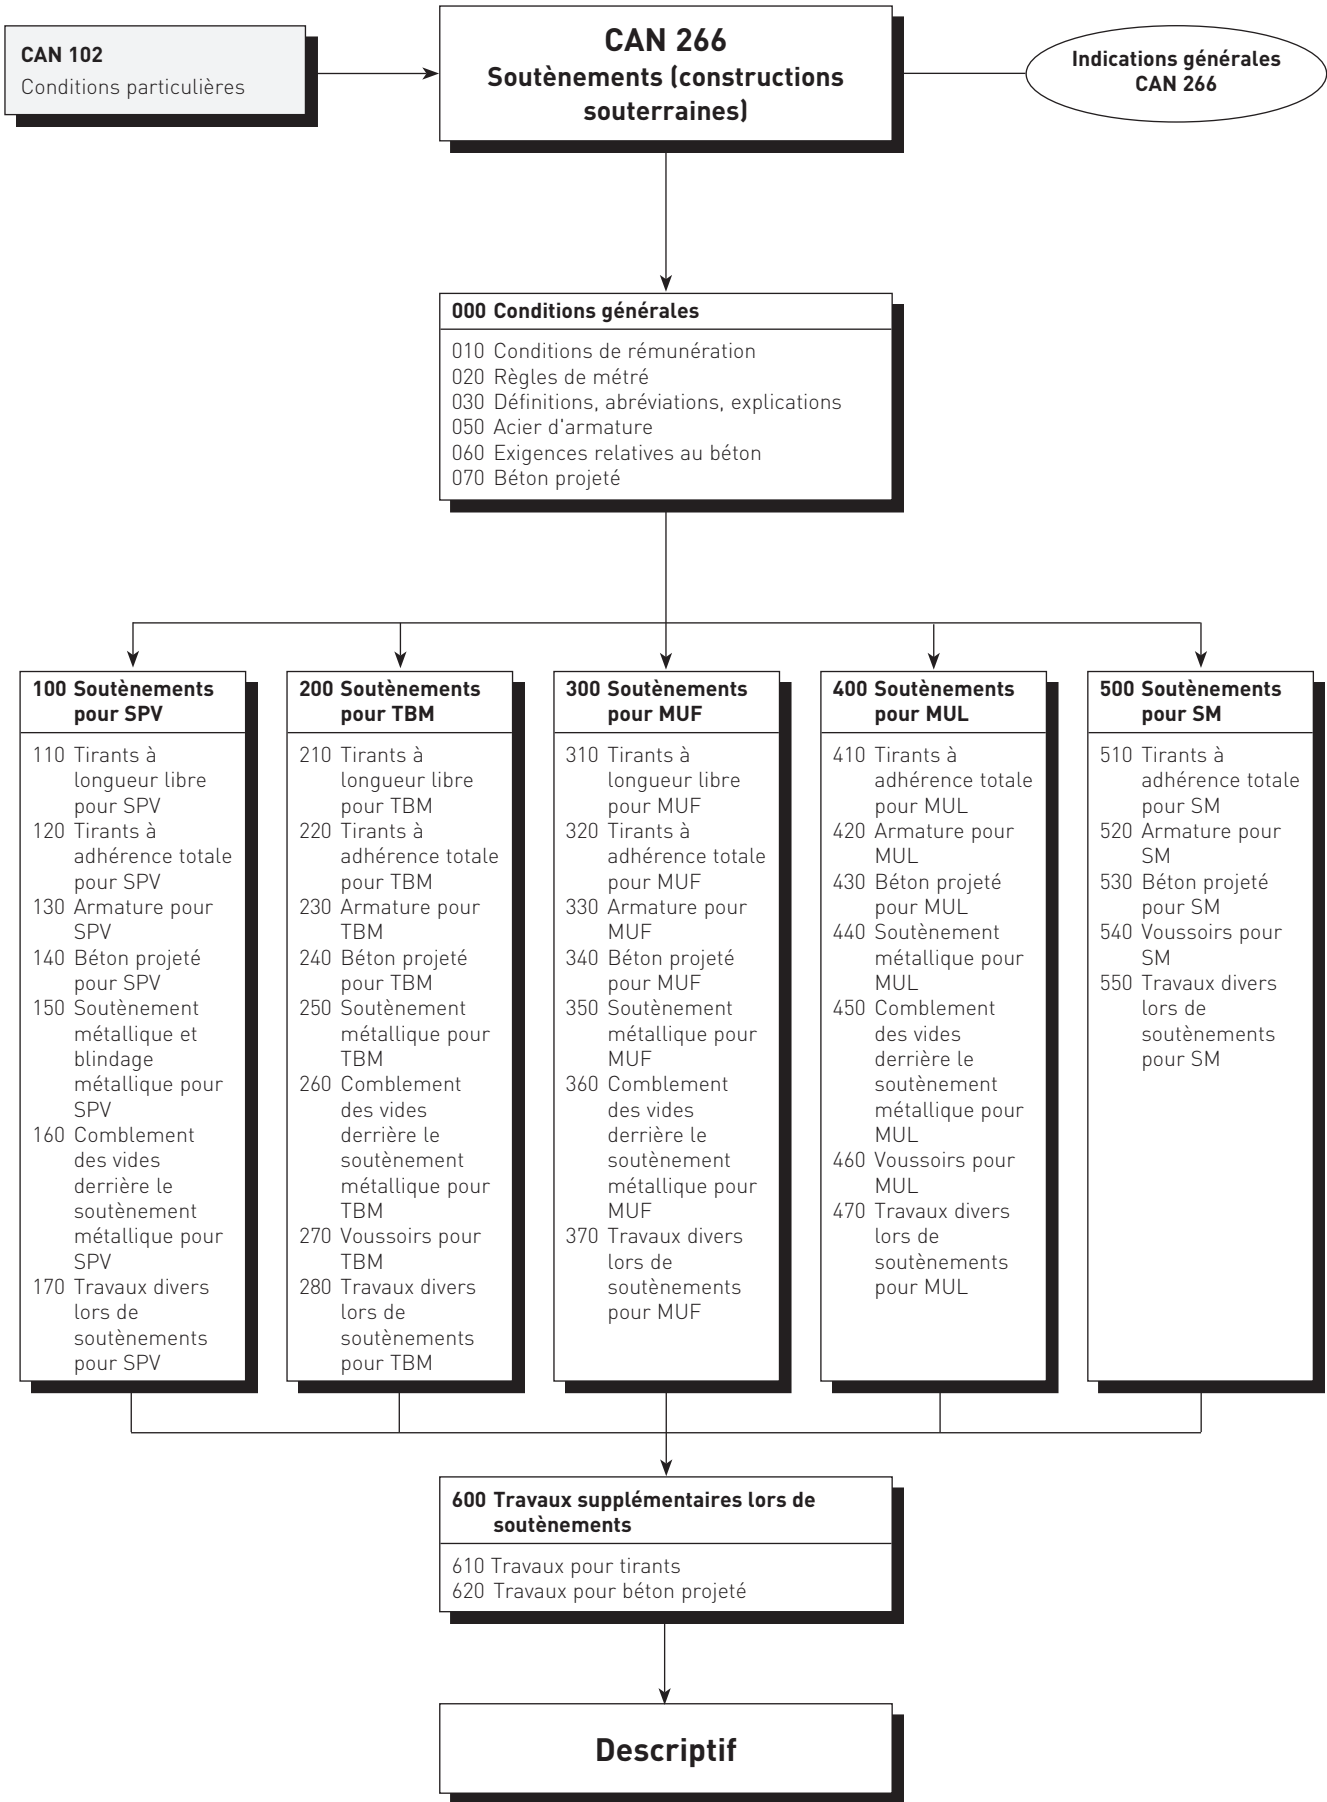 CAN 102
Conditions particulières
CAN 266
Soutènements (constructions
souterraines)
Indications générales
CAN 266
000 Conditions générales
010 Conditions de rémunération
020 Règles de métré
030 Définitions, abréviations, explications
050 Acier d'armature
060 Exigences relatives au béton
070 Béton projeté
100 Soutènements
pour SPV
110 Tirants à
longueur libre
pour SPV
120 Tirants à
adhérence totale
pour SPV
130 Armature pour
SPV
140 Béton projeté
pour SPV
150 Soutènement
métallique et
blindage
métallique pour
SPV
160 Comblement
des vides
derrière le
soutènement
métallique pour
SPV
170 Travaux divers
lors de
soutènements
pour SPV
200 Soutènements
pour TBM
210 Tirants à
longueur libre
pour TBM
220 Tirants à
adhérence totale
pour TBM
230 Armature pour
TBM
240 Béton projeté
pour TBM
250 Soutènement
métallique pour
TBM
260 Comblement
des vides
derrière le
soutènement
métallique pour
TBM
270 Voussoirs pour
TBM
280 Travaux divers
lors de
soutènements
pour TBM
300 Soutènements
pour MUF
310 Tirants à
longueur libre
pour MUF
320 Tirants à
adhérence totale
pour MUF
330 Armature pour
MUF
340 Béton projeté
pour MUF
350 Soutènement
métallique pour
MUF
360 Comblement
des vides
derrière le
soutènement
métallique pour
MUF
370 Travaux divers
lors de
soutènements
pour MUF
400 Soutènements
pour MUL
410 Tirants à
adhérence totale
pour MUL
420 Armature pour
MUL
430 Béton projeté
pour MUL
440 Soutènement
métallique pour
MUL
450 Comblement
des vides
derrière le
soutènement
métallique pour
MUL
460 Voussoirs pour
MUL
470 Travaux divers
lors de
soutènements
pour MUL
500 Soutènements
pour SM
510 Tirants à
adhérence totale
pour SM
520 Armature pour
SM
530 Béton projeté
pour SM
540 Voussoirs pour
SM
550 Travaux divers
lors de
soutènements
pour SM
600 Travaux supplémentaires lors de
soutènements
610 Travaux pour tirants
620 Travaux pour béton projeté
Descriptif